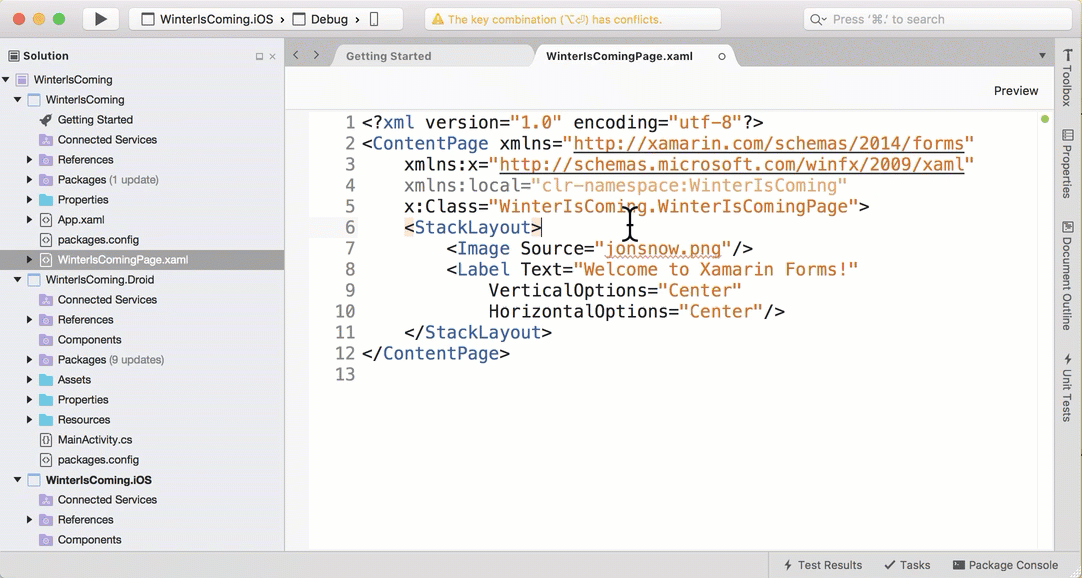 WinterIsComing.iOS › Debug ›
The key combination (⌥⏎) has conflicts.
Press '⌘.' to search
Solution
WinterIsComing
WinterIsComing
Getting Started
Connected Services
References
Packages (1 update)
Properties
App.xaml
packages.config
WinterIsComingPage.xaml
WinterIsComing.Droid
Connected Services
References
Components
Packages (9 updates)
Assets
Properties
Resources
MainActivity.cs
packages.config
WinterIsComing.iOS
Connected Services
References
Components
Getting Started
WinterIsComingPage.xaml
Preview
1 <?xml version="1.0" encoding="utf-8"?>
2 <ContentPage xmlns="http://xamarin.com/schemas/2014/forms"
3 xmlns:x="http://schemas.microsoft.com/winfx/2009/xaml"
4 xmlns:local="clr-namespace:WinterIsComing"
5 x:Class="WinterIsComing.WinterIsComingPage">
6 <StackLayout>
7 <Image Source="jonsnow.png"/>
8 <Label Text="Welcome to Xamarin Forms!"
9 VerticalOptions="Center"
10 HorizontalOptions="Center"/>
11 </StackLayout>
12 </ContentPage>
13
Toolbox
Properties
Document Outline
Unit Tests
Test Results
Tasks
Package Console